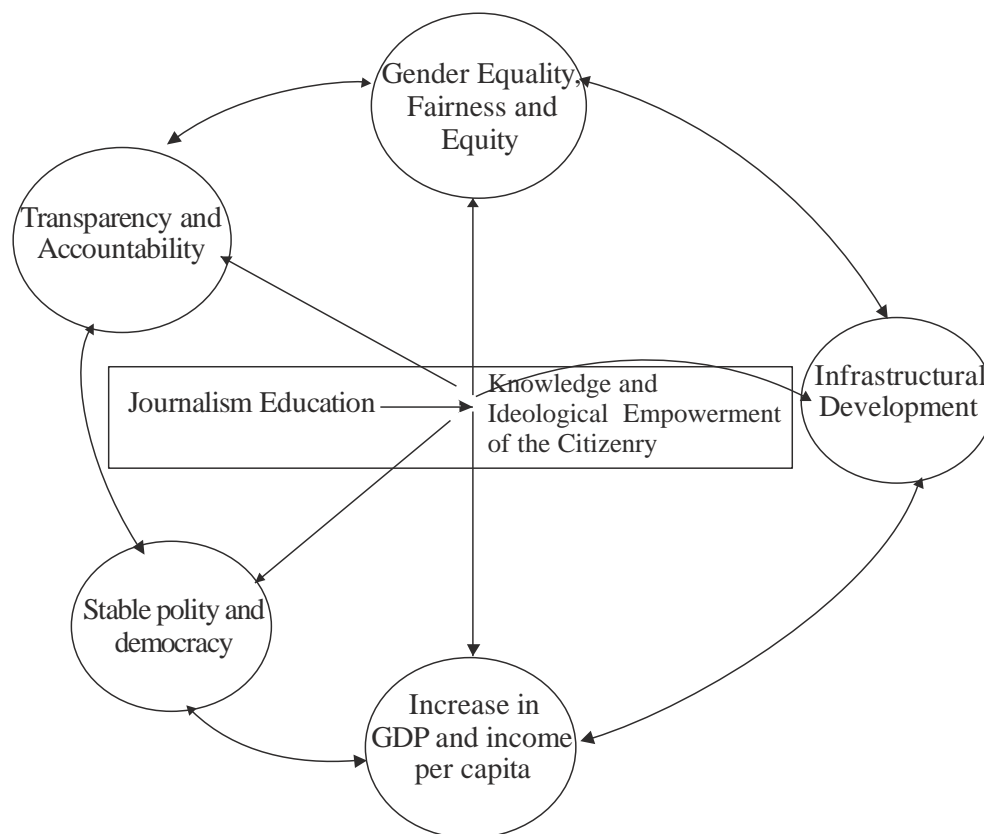 Gender Equality,
Fairness and
Equity
Transparency and
Accountability
Infrastructural
Development
Journalism Education
Knowledge and
Ideological Empowerment
of the Citizenry
Stable polity and
democracy
Increase in
GDP and income
per capita